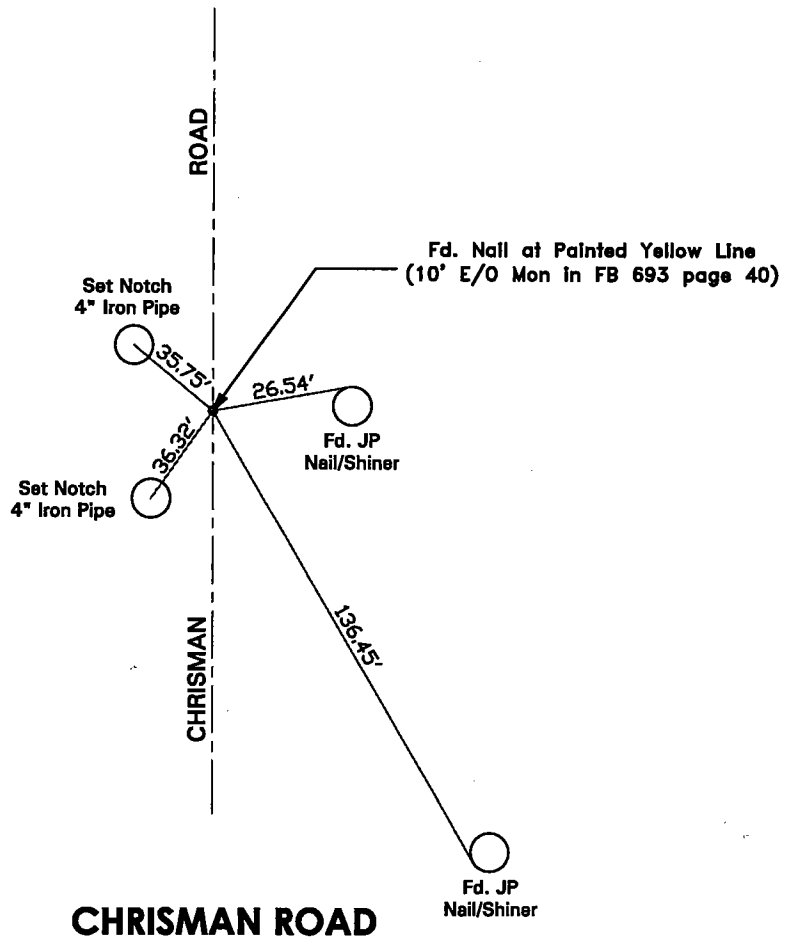 ROAD
Fd. Nail at Painted Yellow Line
(10' E/O Mon in FB 693 page 40)
Set Notch
4" Iron Pipe
35.75'
26.54'
Fd. JP
Nail/Shiner
36.32'
Set Notch
4" Iron Pipe
136.45'
CHRISMAN
Fd. JP
Nail/Shiner
CHRISMAN ROAD